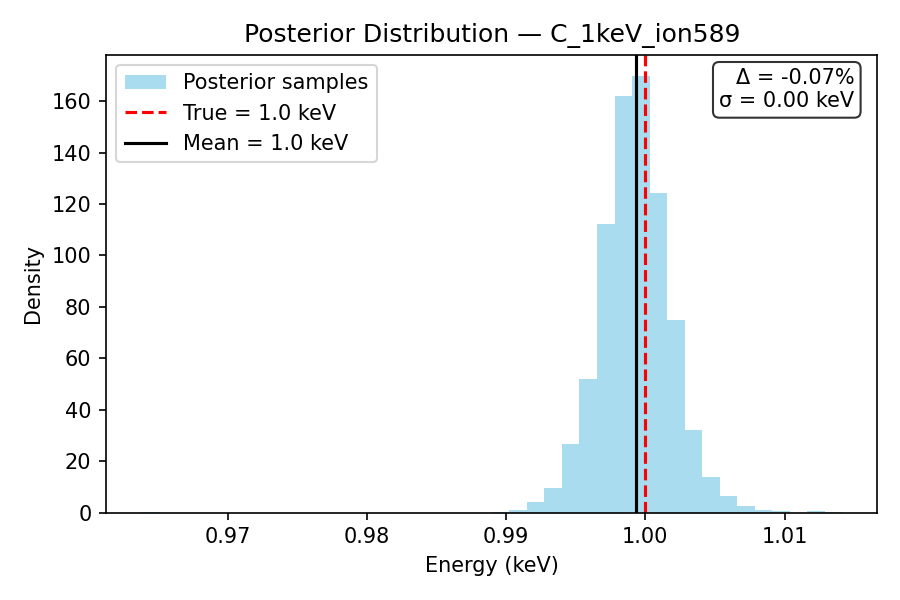 Posterior Distribution — C_1keV_ion589
Posterior samples
True = 1.0 keV
Mean = 1.0 keV
Δ = -0.07%
σ = 0.00 keV
160
140
120
100
80
60
40
20
0
Density
0.97
0.98
0.99
1.00
1.01
Energy (keV)